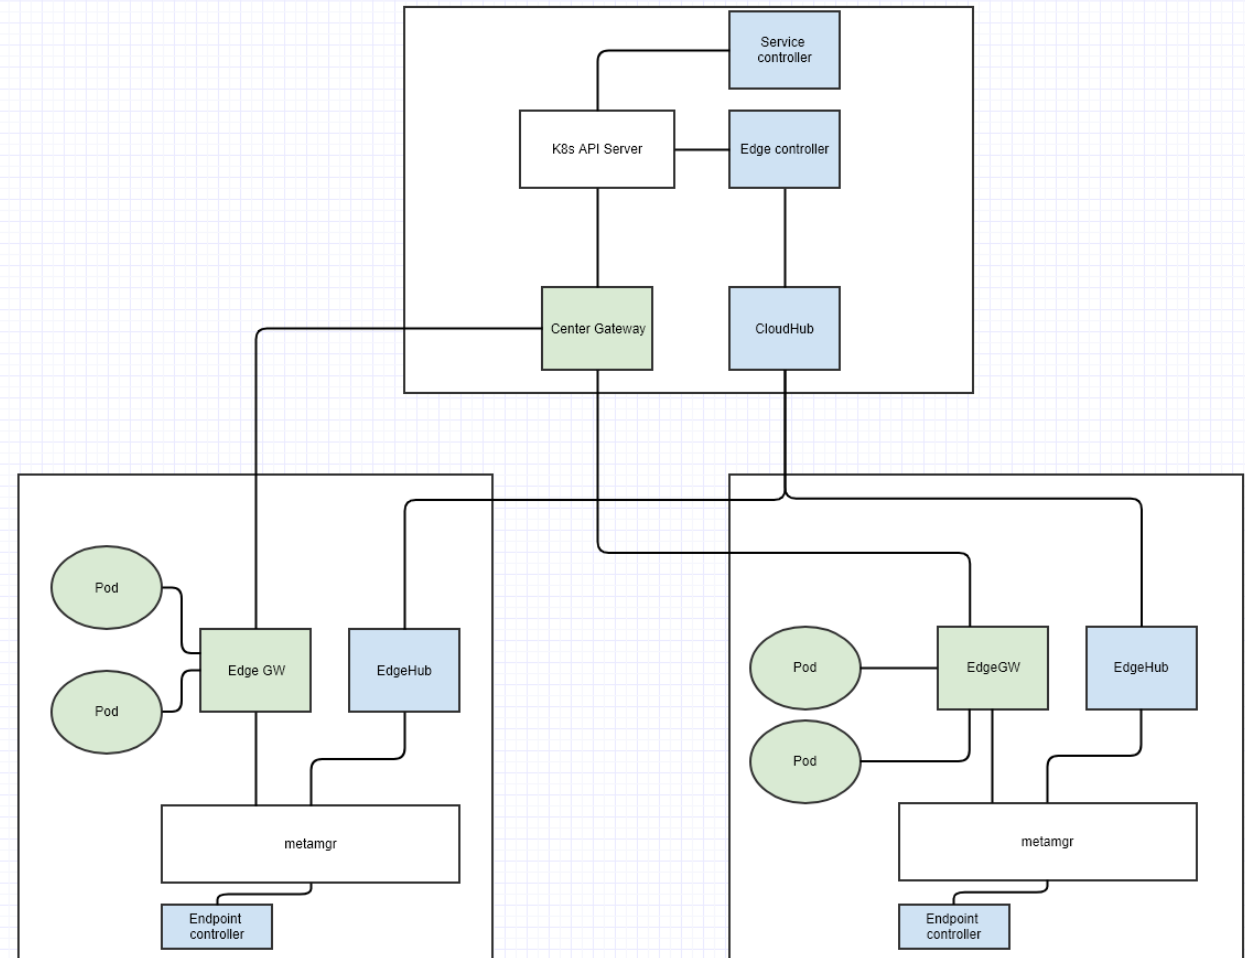 Service
controller
K8s API Server
Edge controller
Center Gateway
CloudHub
Pod
Pod
Edge GW
EdgeHub
metamgr
Endpoint
controller
Pod
Pod
EdgeGW
EdgeHub
metamgr
Endpoint
controller